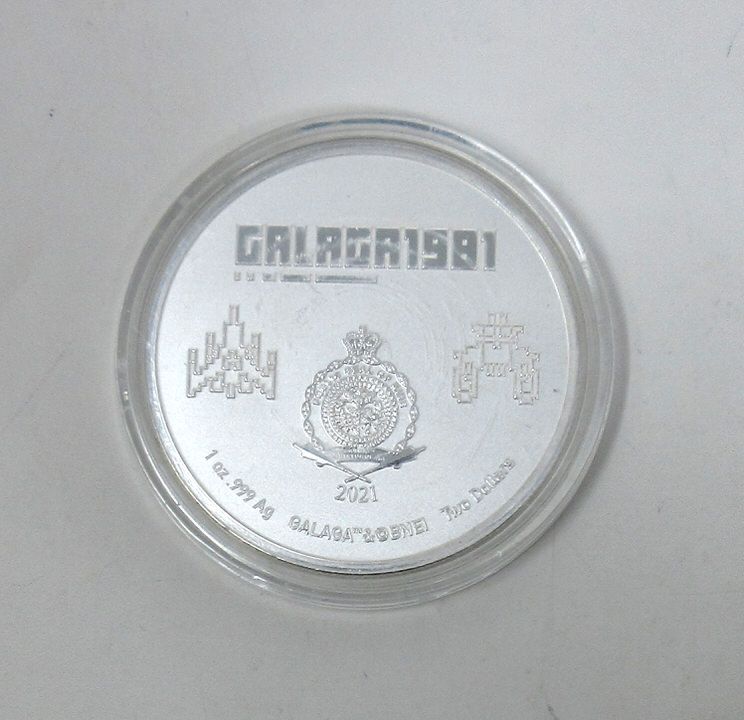 GALAGA1981
2021
1 oz .999 Ag GALAGA™&©BNEI Two Dollars